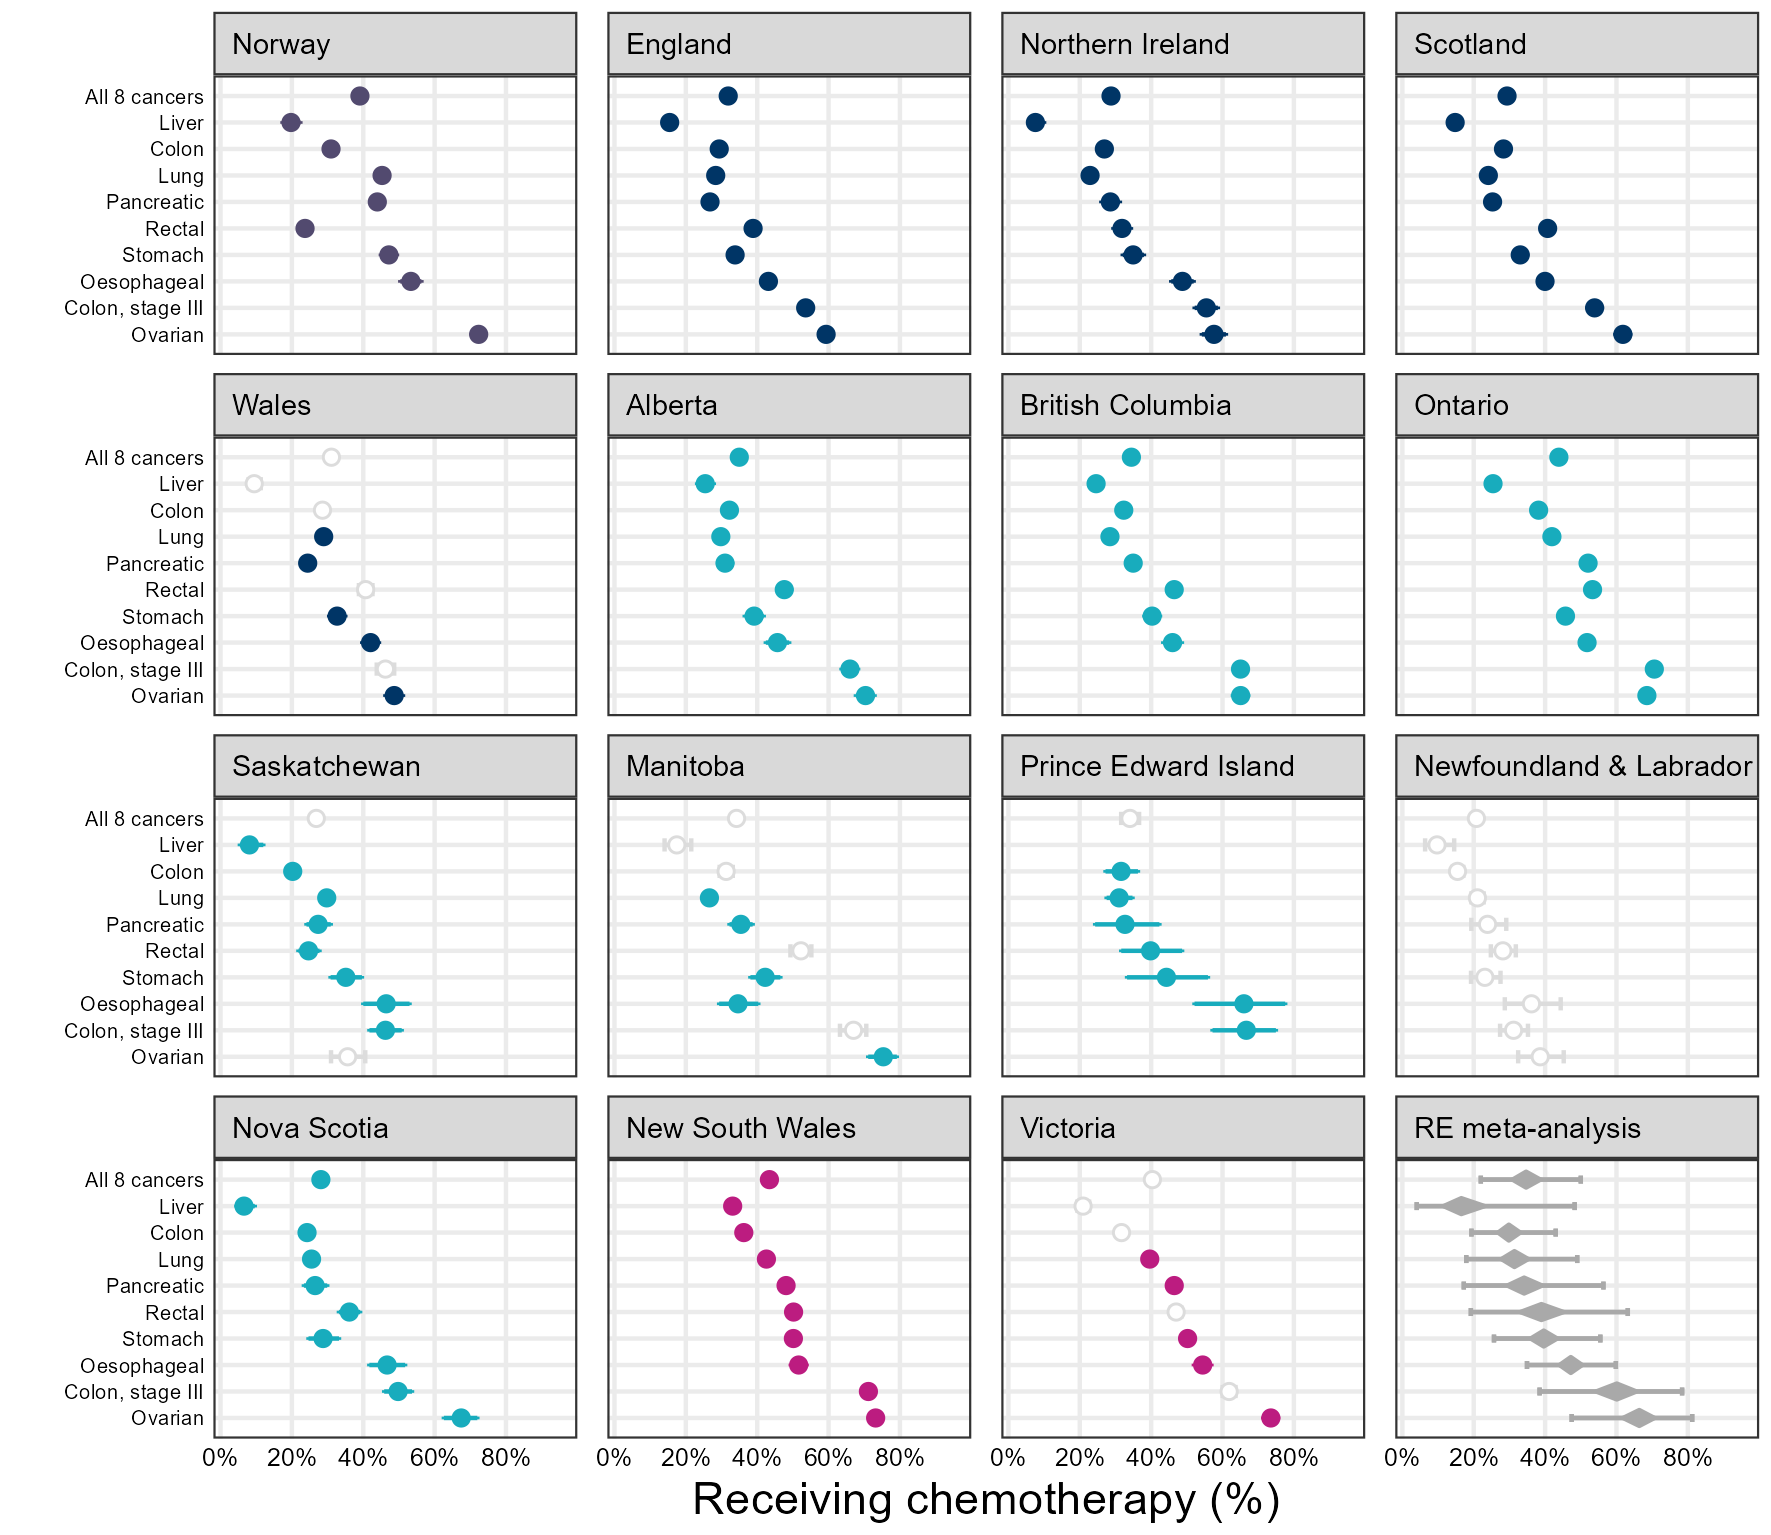 Norway England Northern Ireland Scotland
All 8 cancers
Liver
Colon
Lung
Pancreatic
Rectal
Stomach
Oesophageal
Colon, stage III
Ovarian
Wales Alberta British Columbia Ontario
All 8 cancers
Liver
Colon
Lung
Pancreatic
Rectal
Stomach
Oesophageal
Colon, stage III
Ovarian
Saskatchewan Manitoba Prince Edward Island Newfoundland & Labrador
All 8 cancers
Liver
Colon
Lung
Pancreatic
Rectal
Stomach
Oesophageal
Colon, stage III
Ovarian
Nova Scotia New South Wales Victoria RE meta-analysis
All 8 cancers
Liver
Colon
Lung
Pancreatic
Rectal
Stomach
Oesophageal
Colon, stage III
Ovarian
0% 20% 40% 60% 80% 0% 20% 40% 60% 80% 0% 20% 40% 60% 80% 0% 20% 40% 60% 80%
Receiving chemotherapy (%)